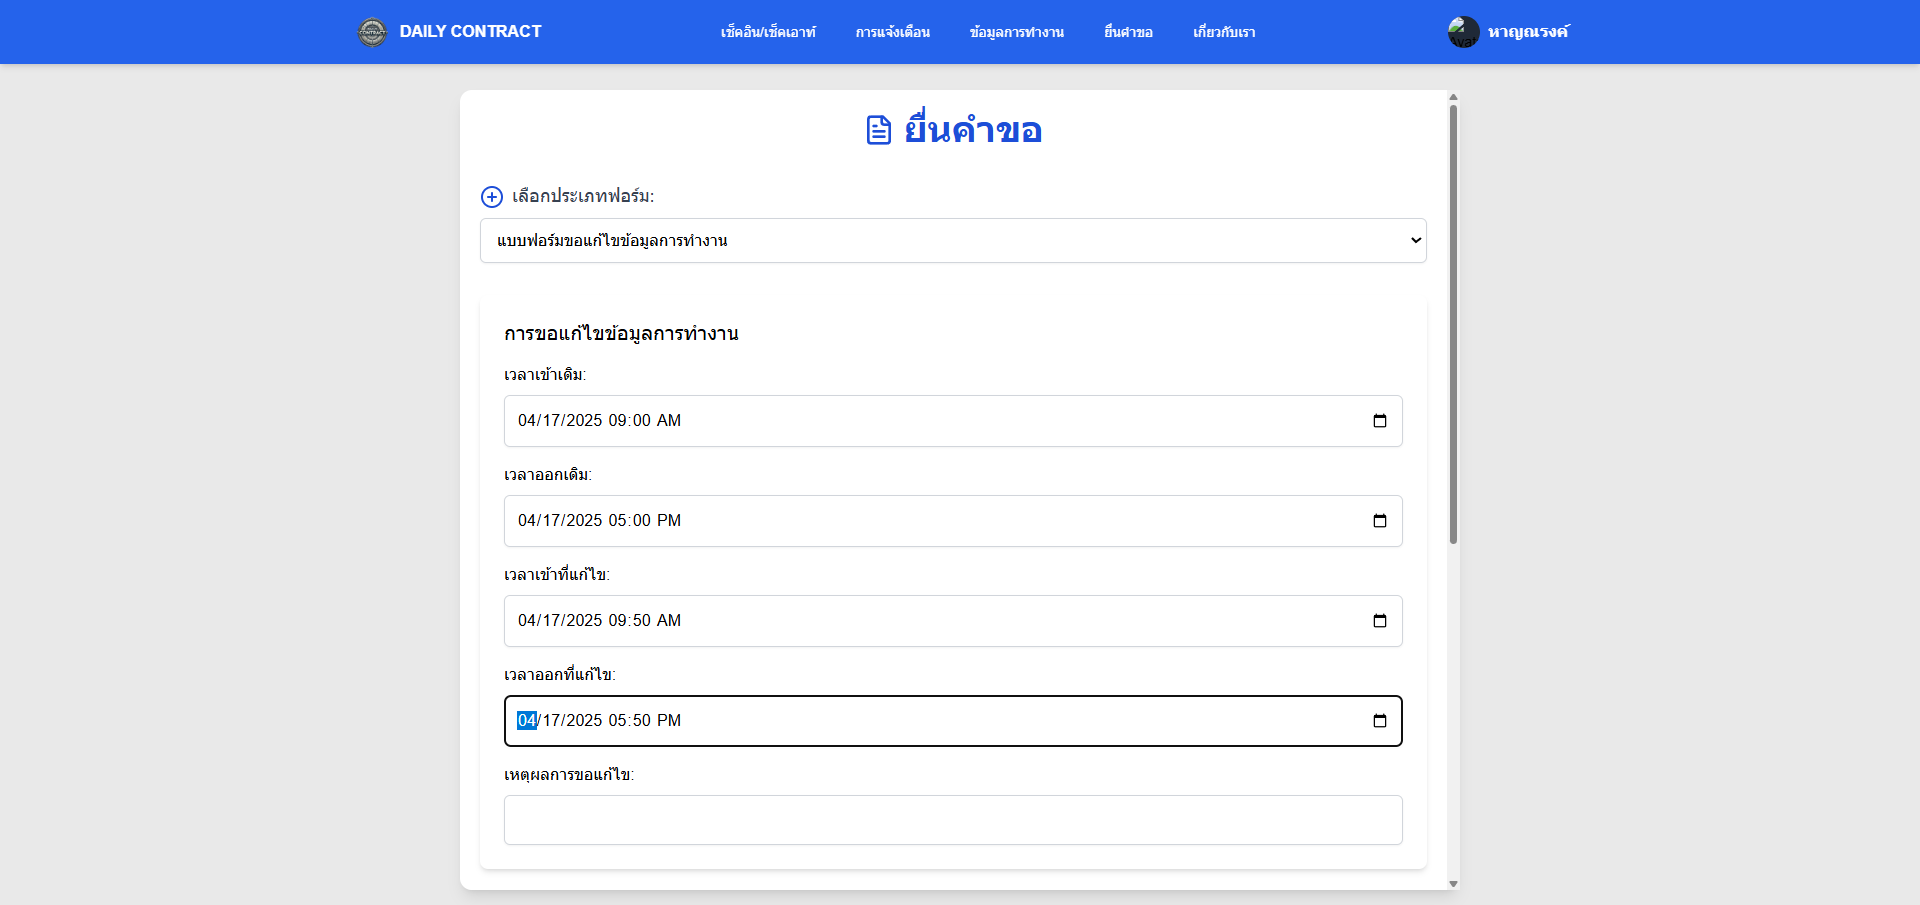 DAILY CONTRACT
เช็คอิน/เช็คเอาท์
การแจ้งเตือน
ข้อมูลการทำงาน
ยื่นคำขอ
เกี่ยวกับเรา
หาญณรงค์
ยื่นคำขอ
เลือกประเภทฟอร์ม:
แบบฟอร์มขอแก้ไขข้อมูลการทำงาน
การขอแก้ไขข้อมูลการทำงาน
เวลาเข้าเดิม:
04/17/2025 09:00 AM
เวลาออกเดิม:
04/17/2025 05:00 PM
เวลาเข้าที่แก้ไข:
04/17/2025 09:50 AM
เวลาออกที่แก้ไข:
04/17/2025 05:50 PM
เหตุผลการขอแก้ไข: